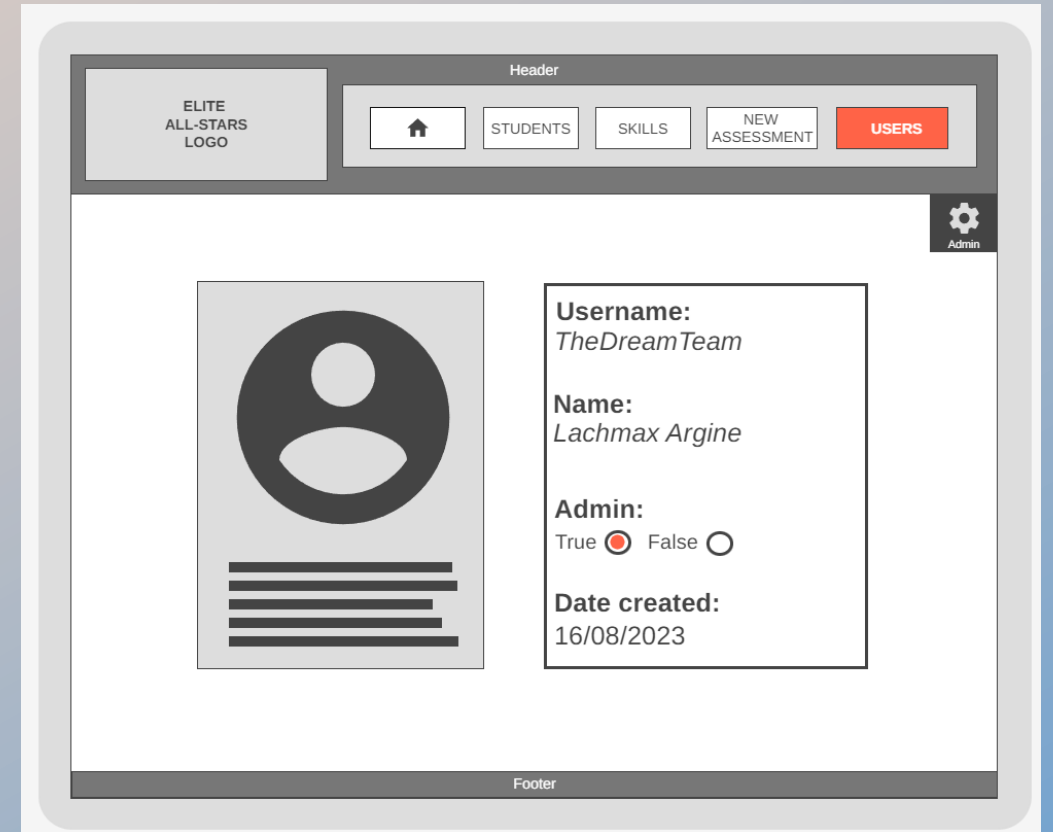 Header
ELITE
ALL-STARS
LOGO
STUDENTS
SKILLS
NEW
ASSESSMENT
USERS
Admin
Username:
TheDreamTeam
Name:
Lachmax Argine
Admin:
True False
Date created:
16/08/2023
Footer